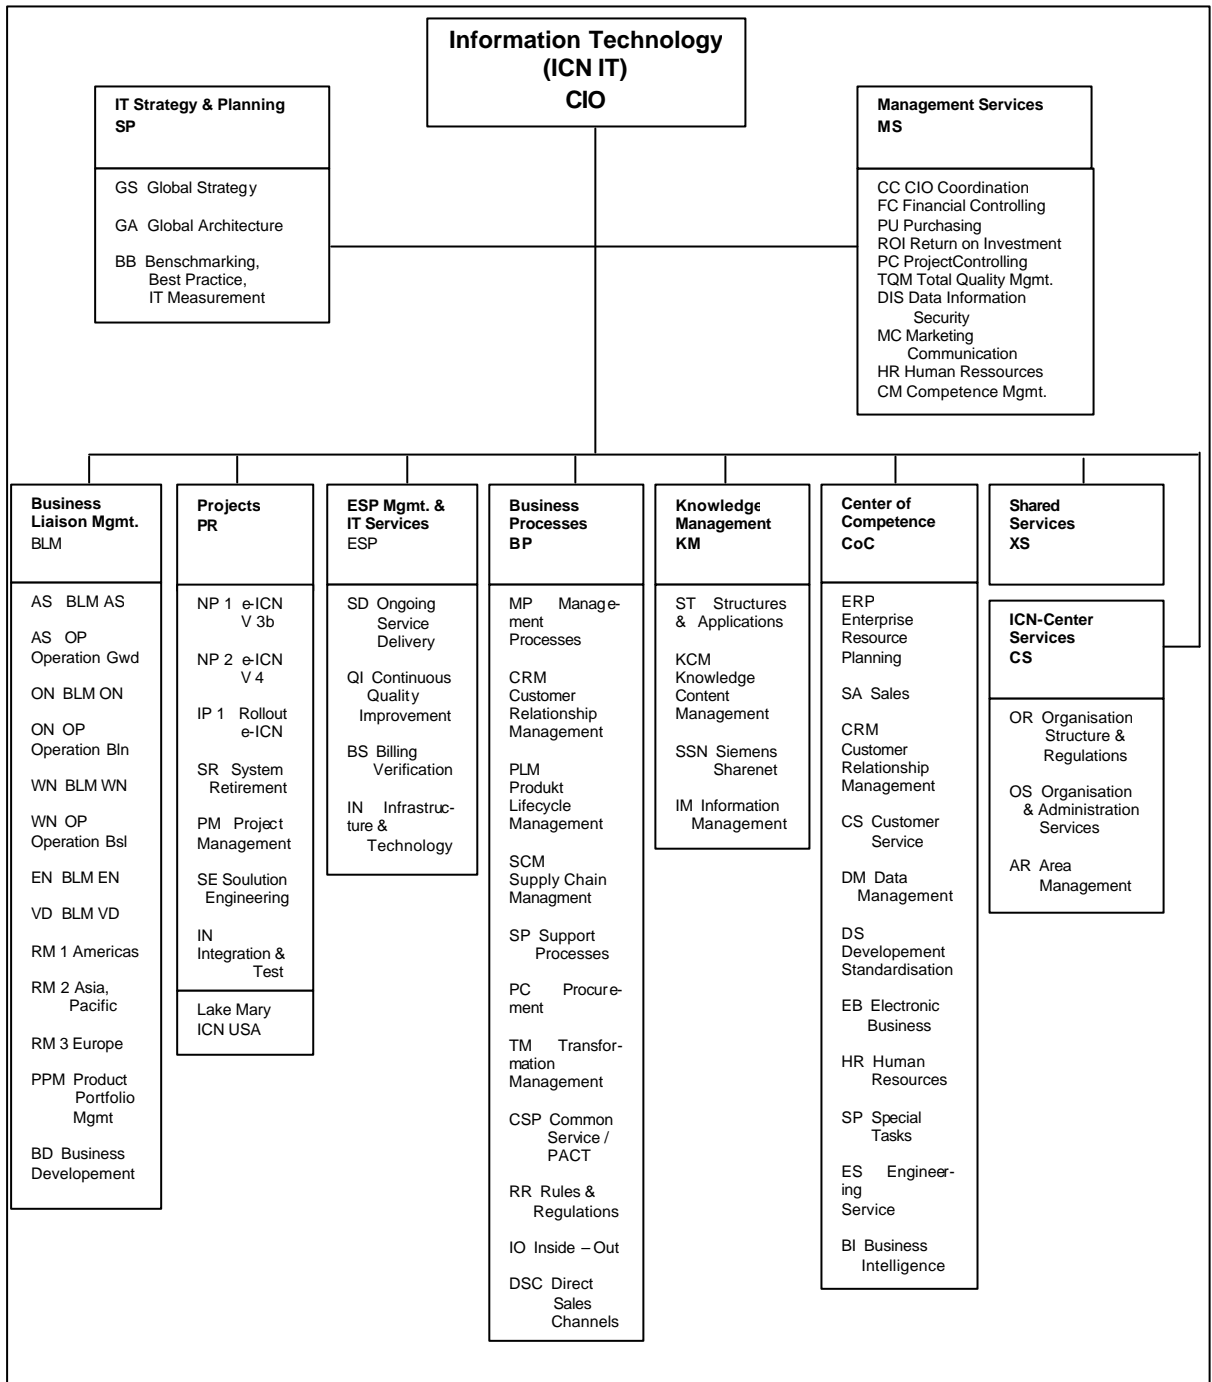 Information Technology
(ICN IT)
CIO
IT Strategy & Planning
SP
GS Global Strategy
GA Global Architecture
BB Benschmarking,
Best Practice,
IT Measurement
Management Services
MS
CC CIO Coordination
FC Financial Controlling
PU Purchasing
ROI Return on Investment
PC ProjectControlling
TQM Total Quality Mgmt.
DIS Data Information
Security
MC Marketing
Communication
HR Human Ressources
CM Competence Mgmt.
Business
Liaison Mgmt.
BLM
AS BLM AS
AS OP
Operation Gwd
ON BLM ON
ON OP
Operation Bln
WN BLM WN
WN OP
Operation Bsl
EN BLM EN
VD BLM VD
RM 1 Americas
RM 2 Asia,
Pacific
RM 3 Europe
PPM Product
Portfolio
Mgmt
BD Business
Developement
Projects
PR
NP 1 e-ICN
V 3b
NP 2 e-ICN
V 4
IP 1 Rollout
e-ICN
SR System
Retirement
PM Project
Management
SE Soulution
Engineering
IN
Integration &
Test
Lake Mary
ICN USA
ESP Mgmt. &
IT Services
ESP
SD Ongoing
Service
Delivery
QI Continuous
Quality
Improvement
BS Billing
Verification
IN Infrastruc-
ture &
Technology
Business
Processes
BP
MP Manage-
ment
Processes
CRM
Customer
Relationship
Management
PLM
Produkt
Lifecycle
Management
SCM
Supply Chain
Managment
SP Support
Processes
PC Procure-
ment
TM Transfor-
mation
Management
CSP Common
Service /
PACT
RR Rules &
Regulations
IO Inside – Out
DSC Direct
Sales
Channels
Knowledge
Management
KM
ST Structures
& Applications
KCM
Knowledge
Content
Management
SSN Siemens
Sharenet
IM Information
Management
Center of
Competence
CoC
ERP
Enterprise
Resource
Planning
SA Sales
CRM
Customer
Relationship
Management
CS Customer
Service
DM Data
Management
DS
Developement
Standardisation
EB Electronic
Business
HR Human
Resources
SP Special
Tasks
ES Engineer-
ing
Service
BI Business
Intelligence
Shared
Services
XS
ICN-Center
Services
CS
OR Organisation
Structure &
Regulations
OS Organisation
& Administration
Services
AR Area
Management